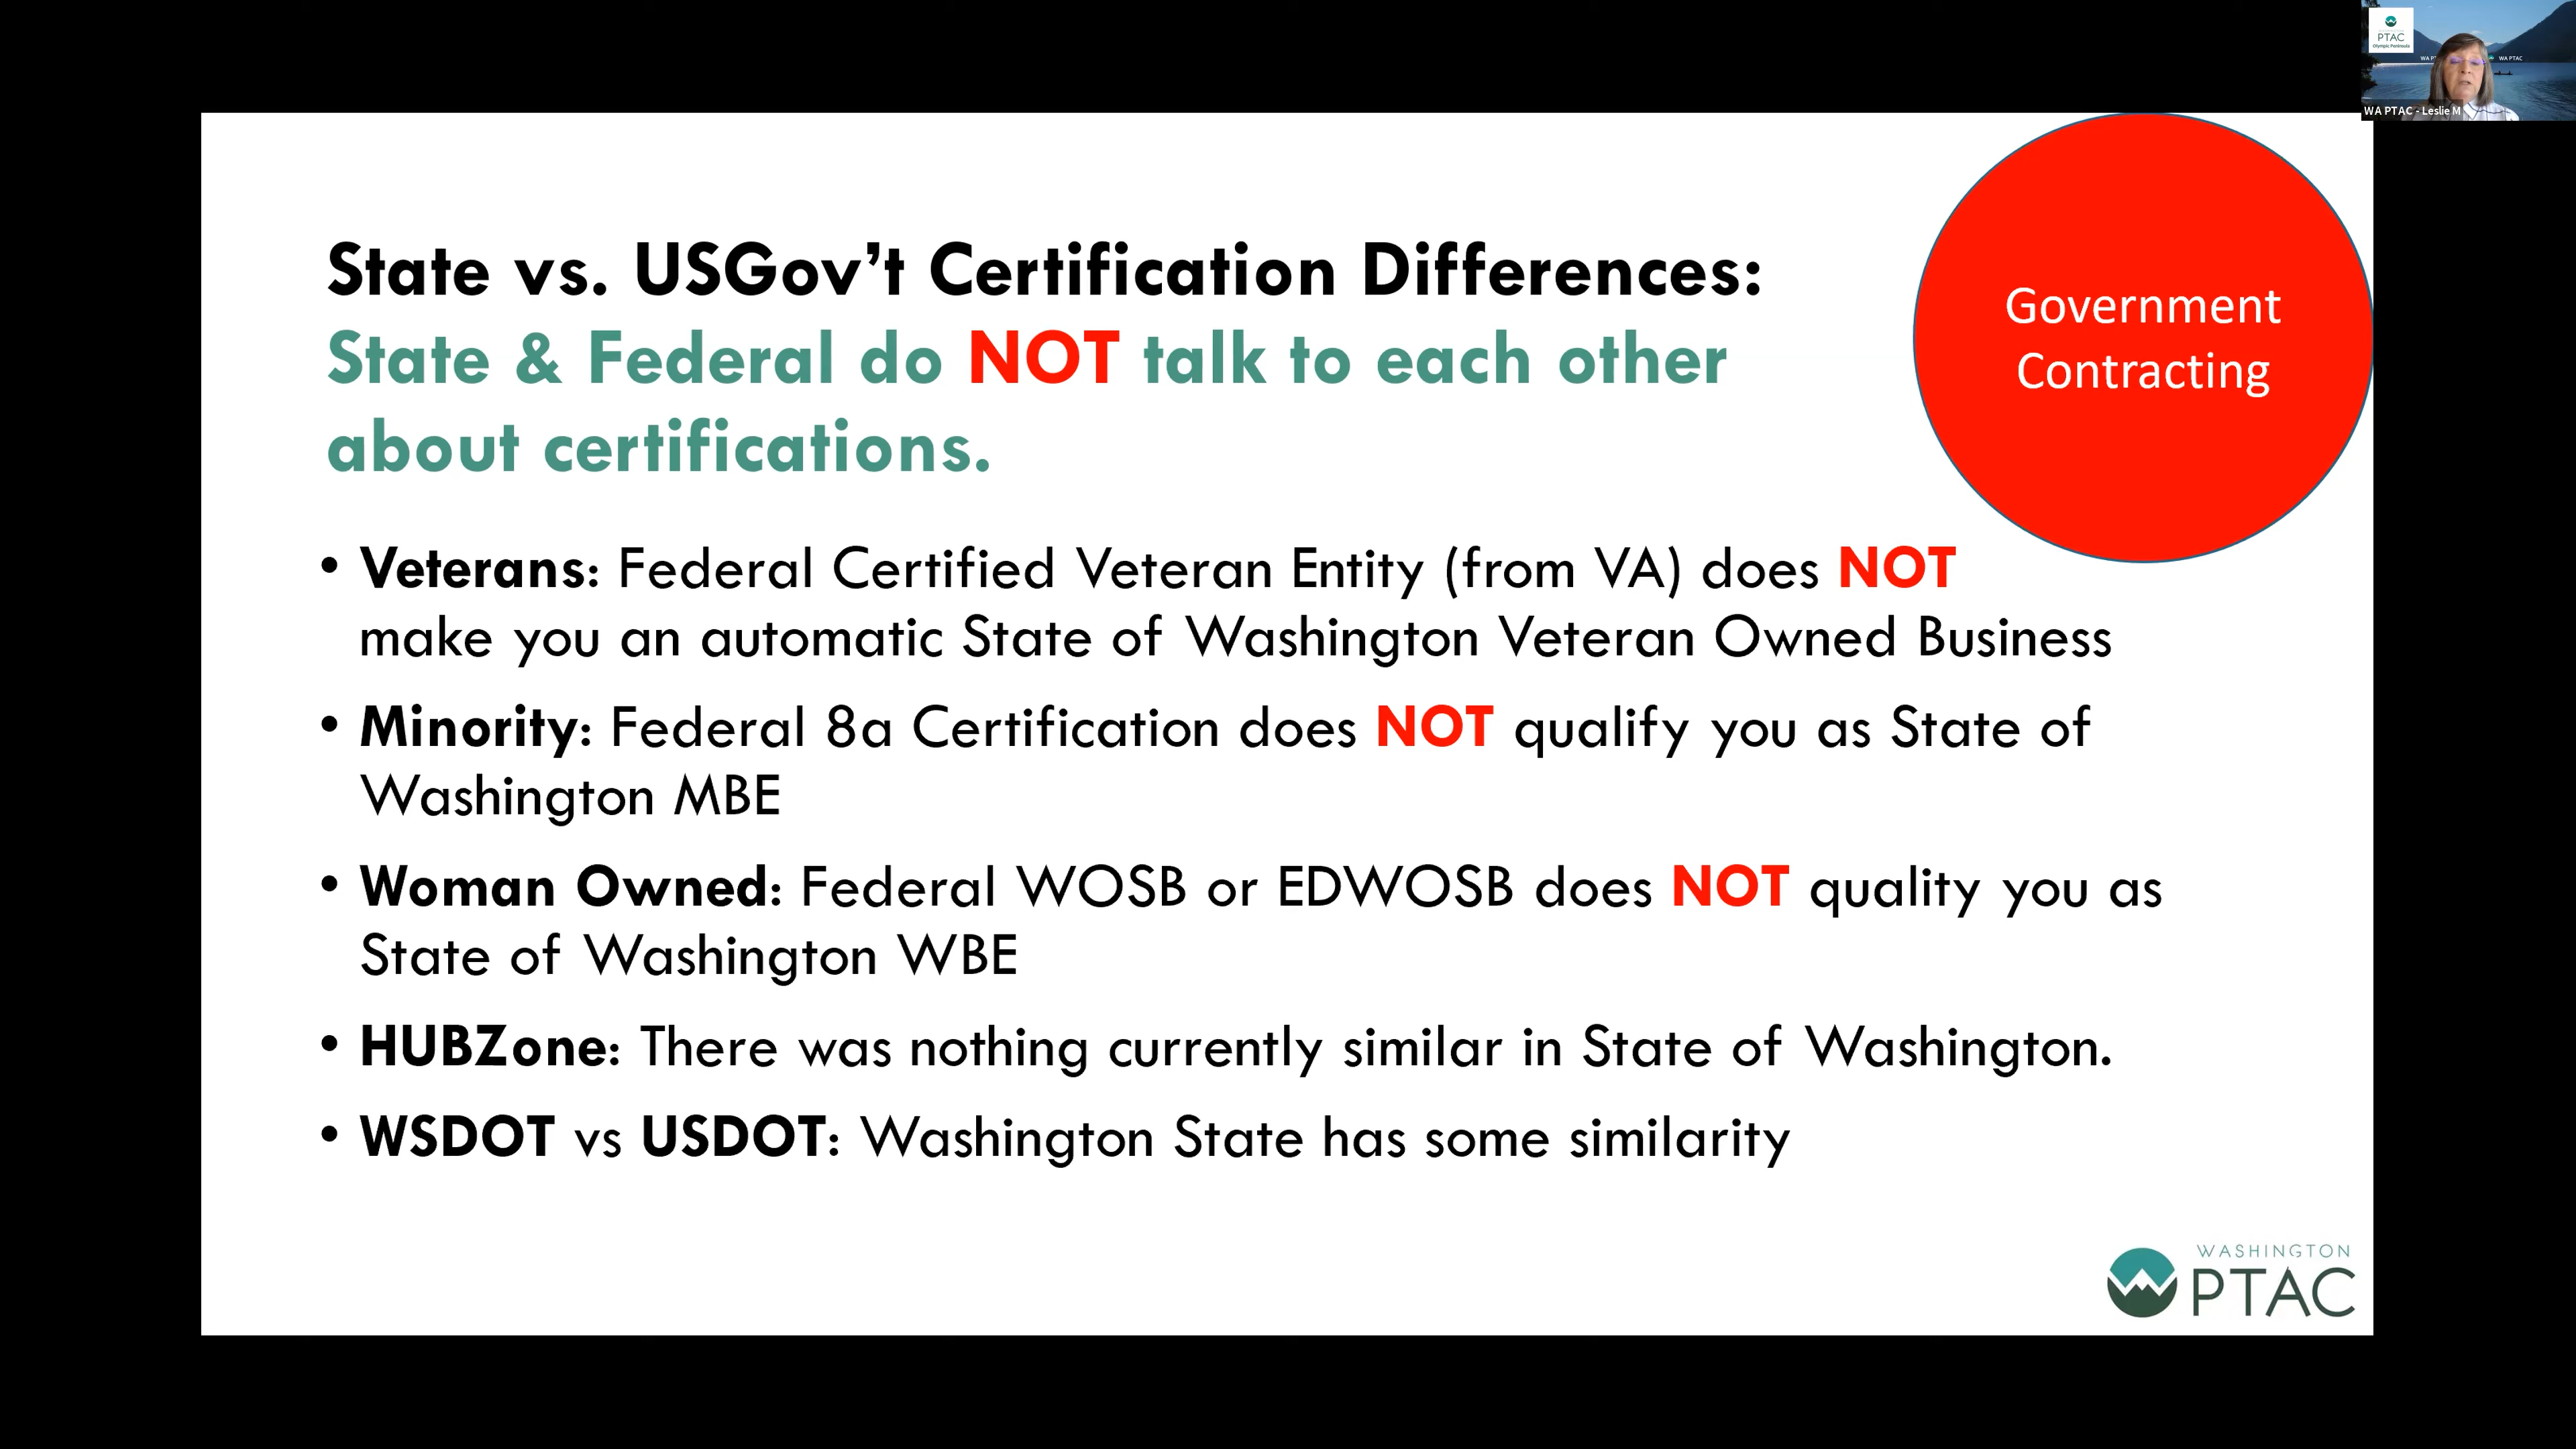 PTAC
Olympic Peninsula
WA PTAC
WA PTAC - Leslie M
State vs. USGov’t Certification Differences:
State & Federal do NOT talk to each other
about certifications.
Government
Contracting
• Veterans: Federal Certified Veteran Entity (from VA) does NOT
make you an automatic State of Washington Veteran Owned Business
• Minority: Federal 8a Certification does NOT qualify you as State of
Washington MBE
• Woman Owned: Federal WOSB or EDWOSB does NOT quality you as
State of Washington WBE
• HUBZone: There was nothing currently similar in State of Washington.
• WSDOT vs USDOT: Washington State has some similarity
WASHINGTON
PTAC